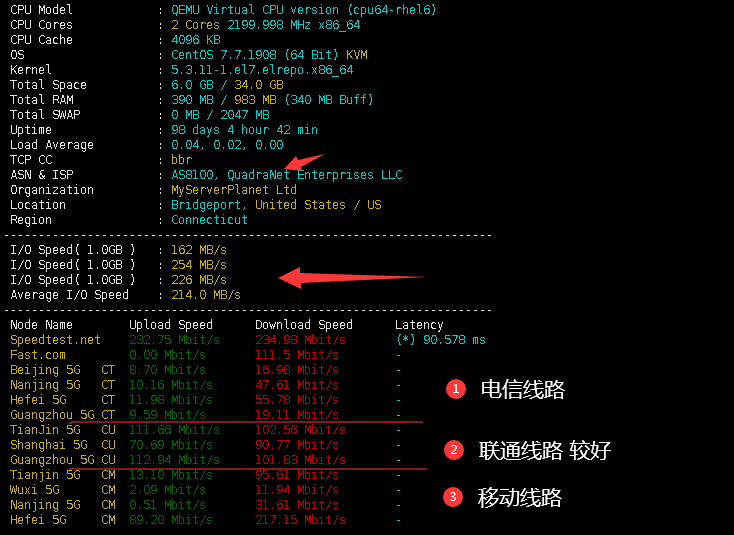 CPU Model : QEMU Virtual CPU version (cpu64-rhel6)
CPU Cores : 2 Cores 2199.998 MHz x86_64
CPU Cache : 4096 KB
OS : CentOS 7.7.1908 (64 Bit) KVM
Kernel : 5.3.11-1.el7.elrepo.x86_64
Total Space : 6.0 GB / 34.0 GB
Total RAM : 390 MB / 983 MB (340 MB Buff)
Total SWAP : 0 MB / 2047 MB
Uptime : 98 days 4 hour 42 min
Load Average : 0.04, 0.02, 0.00
TCP CC : bbr
ASN & ISP : AS8100, QuadraNet Enterprises LLC
Organization : MyServerPlanet Ltd
Location : Bridgeport, United States / US
Region : Connecticut
I/O Speed( 1.0GB ) : 162 MB/s
I/O Speed( 1.0GB ) : 254 MB/s
I/O Speed( 1.0GB ) : 226 MB/s
Average I/O Speed : 214.0 MB/s
Node Name Upload Speed Download Speed Latency
Speedtest.net 232.75 Mbit/s 234.98 Mbit/s (*) 90.578 ms
Fast.com 0.00 Mbit/s 111.5 Mbit/s -
Beijing 5G CT 8.70 Mbit/s 16.98 Mbit/s -
Nanjing 5G CT 10.16 Mbit/s 47.61 Mbit/s -
Hefei 5G CT 11.98 Mbit/s 55.78 Mbit/s -
Guangzhou 5G CT 9.59 Mbit/s 19.11 Mbit/s -
TianJin 5G CU 111.66 Mbit/s 102.56 Mbit/s -
Shanghai 5G CU 70.69 Mbit/s 90.77 Mbit/s -
Guangzhou 5G CU 112.94 Mbit/s 101.83 Mbit/s -
Tianjin 5G CM 13.10 Mbit/s 95.61 Mbit/s -
Wuxi 5G CM 2.09 Mbit/s 11.94 Mbit/s -
Nanjing 5G CM 0.51 Mbit/s 31.61 Mbit/s -
Hefei 5G CM 89.20 Mbit/s 217.15 Mbit/s -
1 电信线路
2 联通线路 较好
3 移动线路